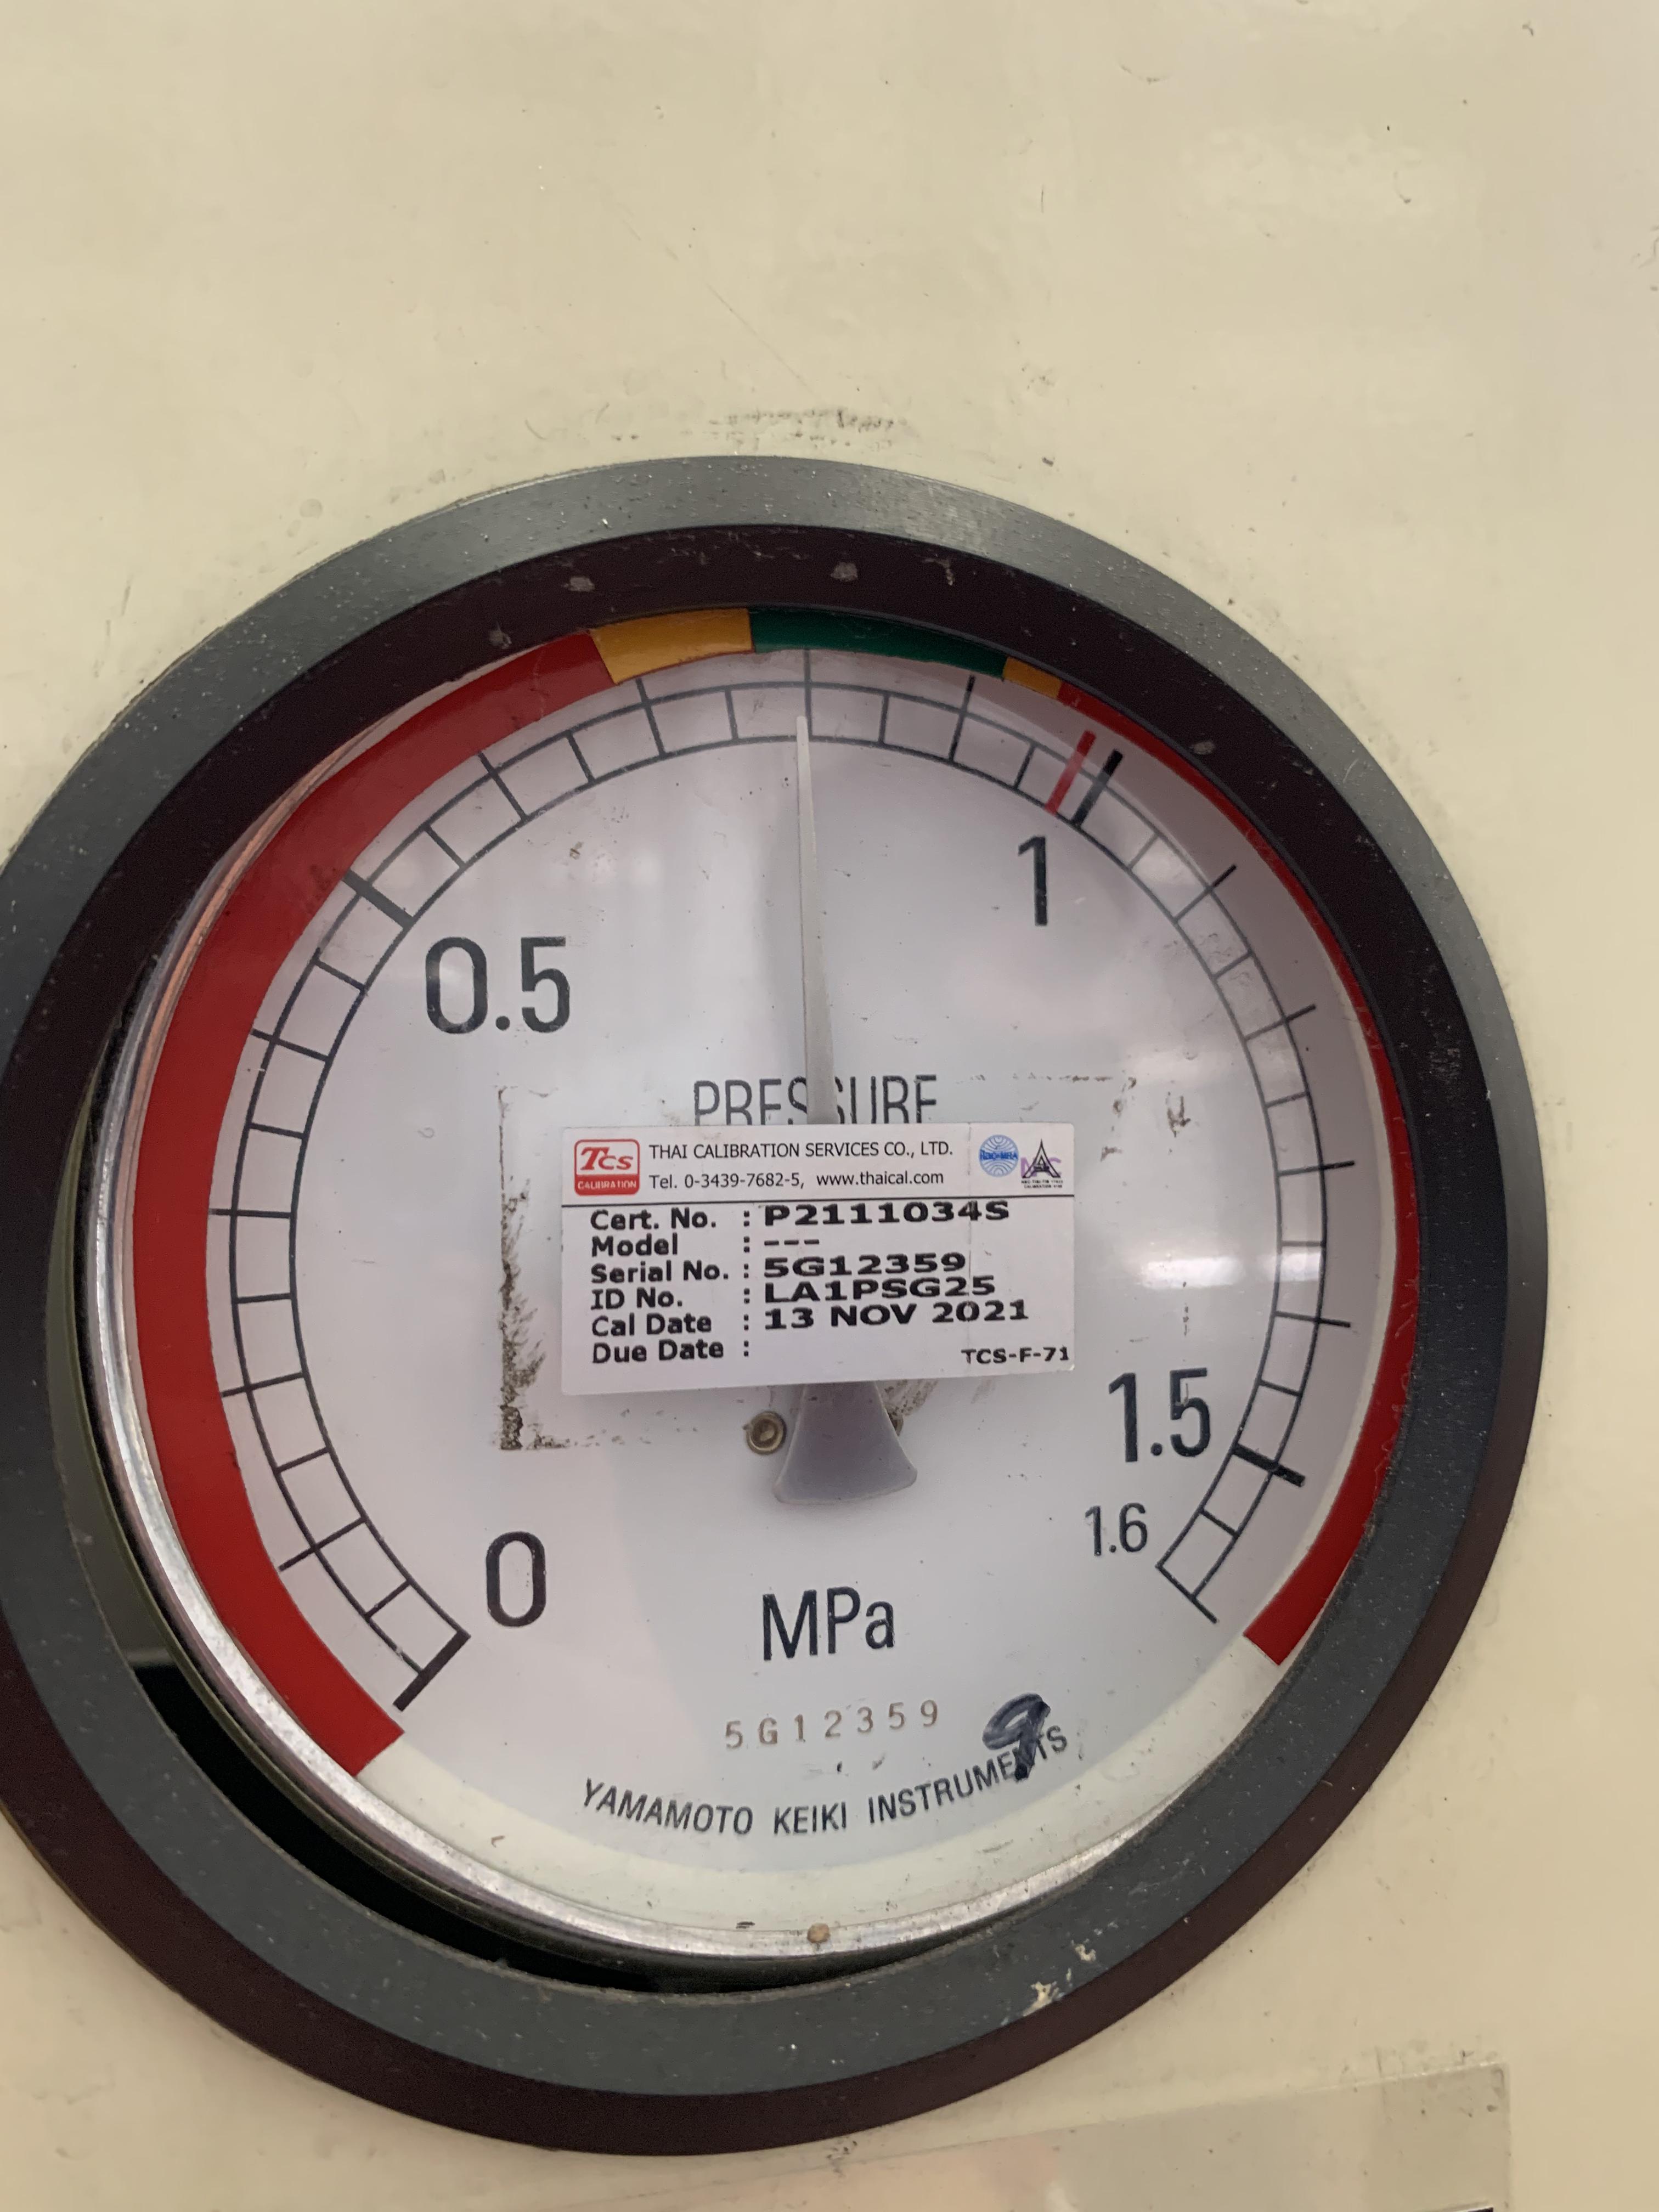 0.5
1
PRESSURE
TCS
CALIBRATION
THAI CALIBRATION SERVICES CO., LTD.
Tel. 0-3439-7682-5, www.thaical.com
Cert. No. : P2111034S
Model : ---
Serial No. : 5G12359
ID No. : LA1PSG25
Cal Date : 13 NOV 2021
Due Date :
TCS-F-71
1.5
1.6
0
MPa
5G12359
9
YAMAMOTO KEIKI INSTRUMENTS